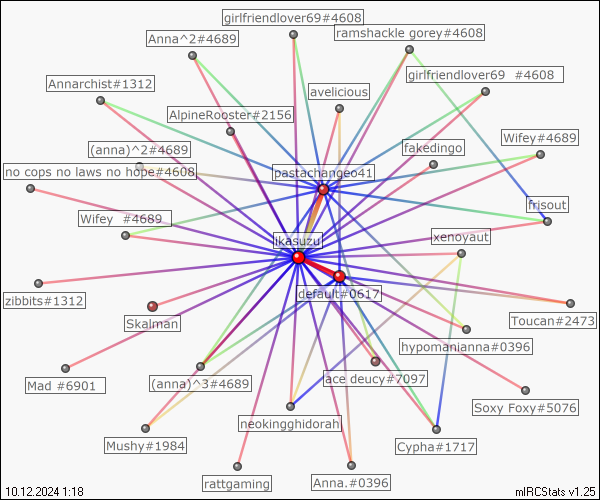 girlfriendlover69#4608
ramshackle gorey#4608
Anna^2#4689
girlfriendlover69 #4608
Annarchist#1312
avelicious
AlpineRooster#2156
Wifey#4689
(anna)^2#4689
fakedingo
no cops no laws no hope#4608
pastachangeo41
frisout
Wifey #4689
ikasuzu
xenoyaut
zibbits#1312
default#0617
Toucan#2473
Skalman
hypomanianna#0396
Mad #6901
(anna)^3#4689
ace deucy#7097
Soxy Foxy#5076
neokingghidorah
Mushy#1984
Cypha#1717
rattgaming
Anna.#0396
10.12.2024 1:18
mIRCStats v1.25